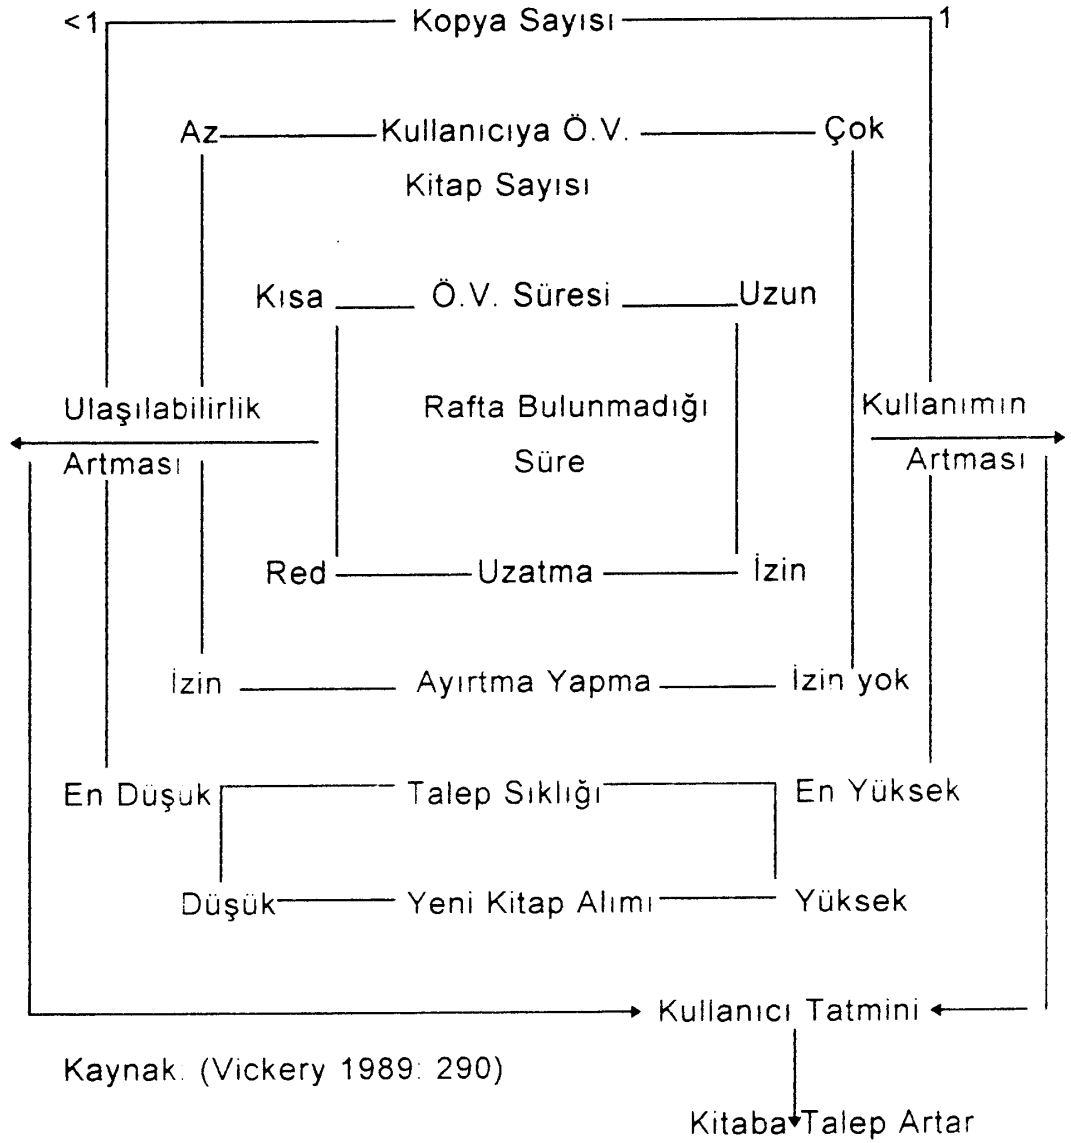 <1 Kopya Sayısı 1
Az Kullanıcıya Ö.V. Çok
Kitap Sayısı
Kısa Ö.V. Süresi Uzun
Ulaşılabilirlik Rafta Bulunmadığı Kullanımın
Artması Süre Artması
Red Uzatma İzin
İzin Ayırtma Yapma İzin yok
En Düşük Talep Sıklığı En Yüksek
Düşük Yeni Kitap Alımı Yüksek
Kullanıcı Tatmini
Kaynak: (Vickery 1989: 290)
Kitaba Talep Artar